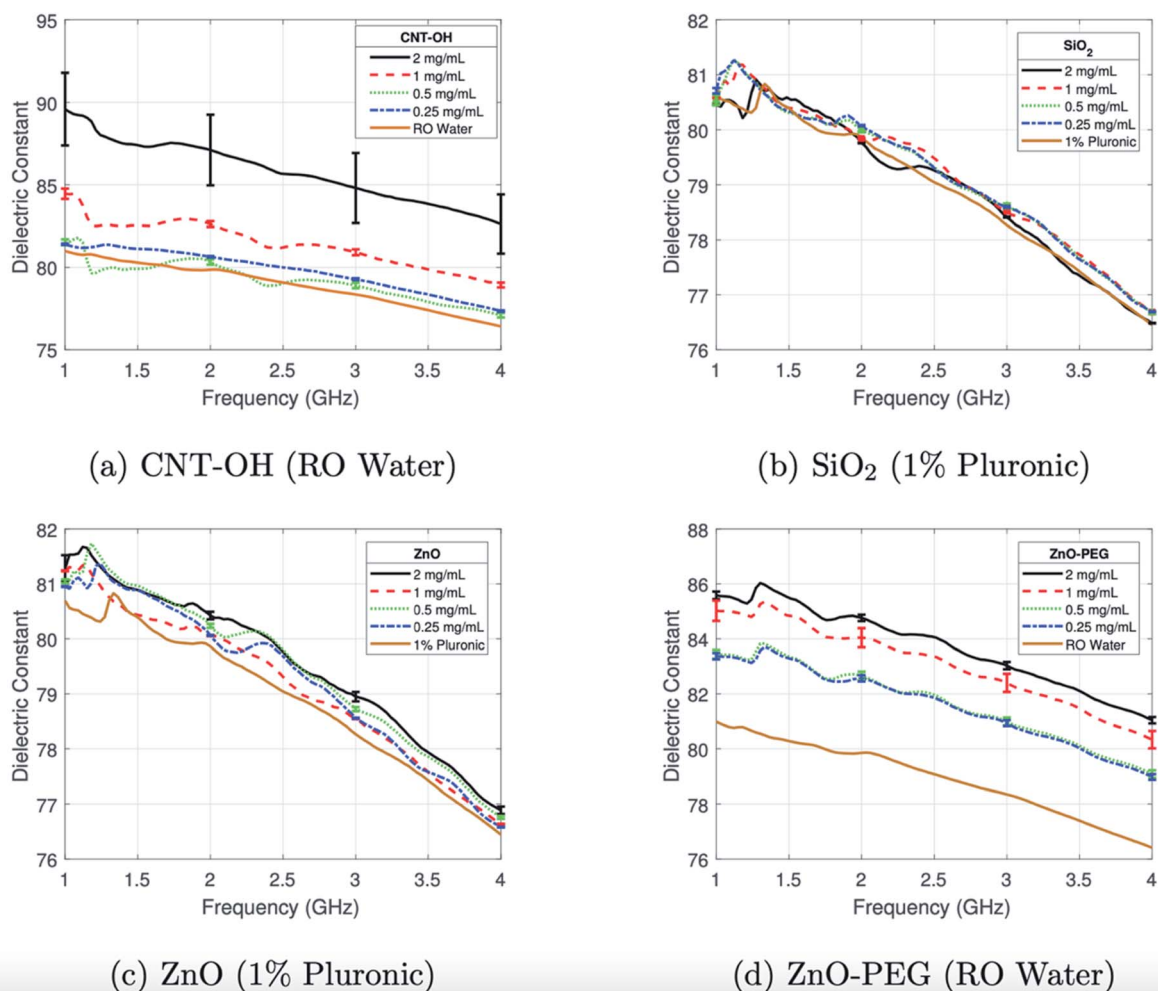 95
90
85
80
75
Dielectric Constant
CNT-OH
2 mg/mL
1 mg/mL
0.5 mg/mL
0.25 mg/mL
RO Water
1 1.5 2 2.5 3 3.5 4
Frequency (GHz)
(a) CNT-OH (RO Water)
82
81
80
79
78
77
76
Dielectric Constant
SiO₂
2 mg/mL
1 mg/mL
0.5 mg/mL
0.25 mg/mL
1% Pluronic
1 1.5 2 2.5 3 3.5 4
Frequency (GHz)
(b) SiO₂ (1% Pluronic)
82
81
80
79
78
77
76
Dielectric Constant
ZnO
2 mg/mL
1 mg/mL
0.5 mg/mL
0.25 mg/mL
1% Pluronic
1 1.5 2 2.5 3 3.5 4
Frequency (GHz)
(c) ZnO (1% Pluronic)
88
86
84
82
80
78
76
Dielectric Constant
ZnO-PEG
2 mg/mL
1 mg/mL
0.5 mg/mL
0.25 mg/mL
RO Water
1 1.5 2 2.5 3 3.5 4
Frequency (GHz)
(d) ZnO-PEG (RO Water)